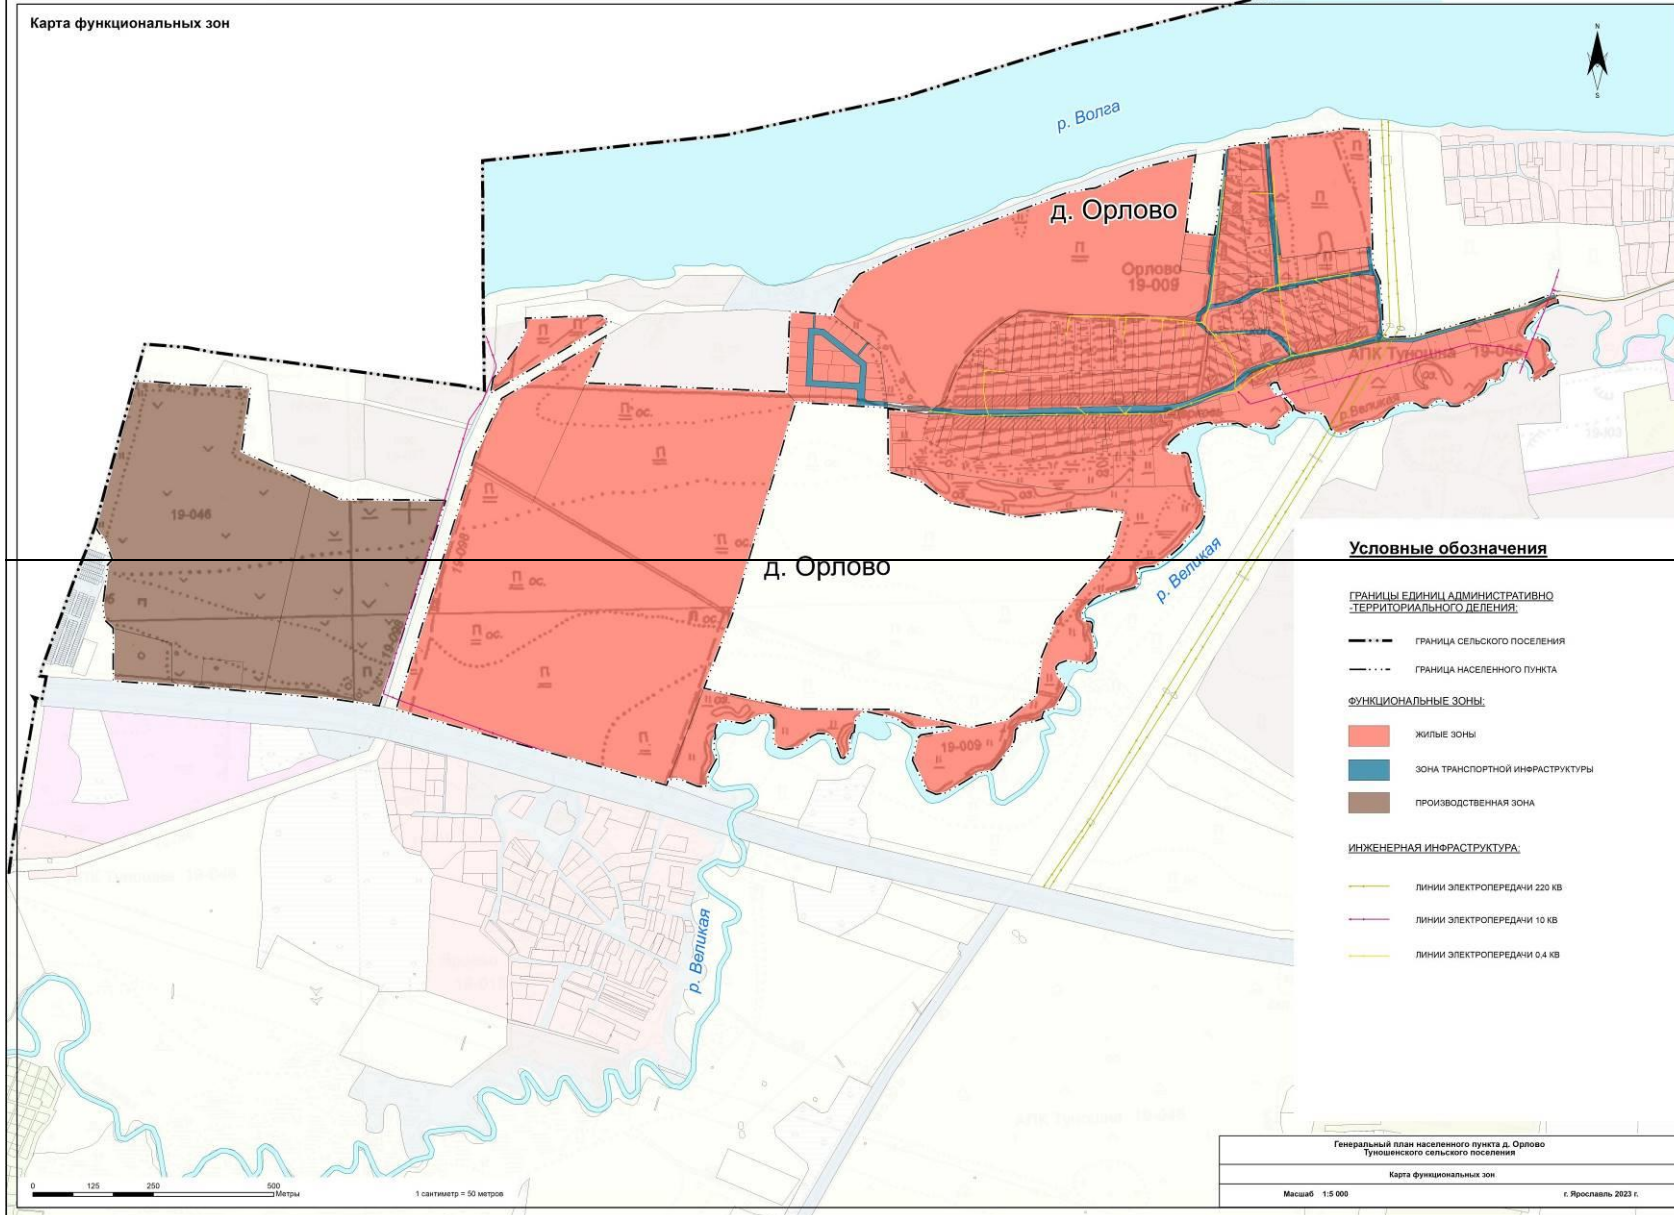 Карта функциональных зон
N
S
р. Волга
д. Орлово
Орлово
19-009
АПК Туношна 19-046
р.Великая
19-046
19-098
19-098
д. Орлово
р. Великая
19-009
р. Великая
Условные обозначения
ГРАНИЦЫ ЕДИНИЦ АДМИНИСТРАТИВНО
-ТЕРРИТОРИАЛЬНОГО ДЕЛЕНИЯ:
ГРАНИЦА СЕЛЬСКОГО ПОСЕЛЕНИЯ
ГРАНИЦА НАСЕЛЕННОГО ПУНКТА
ФУНКЦИОНАЛЬНЫЕ ЗОНЫ:
ЖИЛЫЕ ЗОНЫ
ЗОНА ТРАНСПОРТНОЙ ИНФРАСТРУКТУРЫ
ПРОИЗВОДСТВЕННАЯ ЗОНА
ИНЖЕНЕРНАЯ ИНФРАСТРУКТУРА:
ЛИНИИ ЭЛЕКТРОПЕРЕДАЧИ 220 КВ
ЛИНИИ ЭЛЕКТРОПЕРЕДАЧИ 10 КВ
ЛИНИИ ЭЛЕКТРОПЕРЕДАЧИ 0,4 КВ
0 125 250 500
Метры
1 сантиметр = 50 метров
Генеральный план населенного пункта д. Орлово
Туношенского сельского поселения
Карта функциональных зон
Масштаб 1:5 000
г. Ярославль 2023 г.